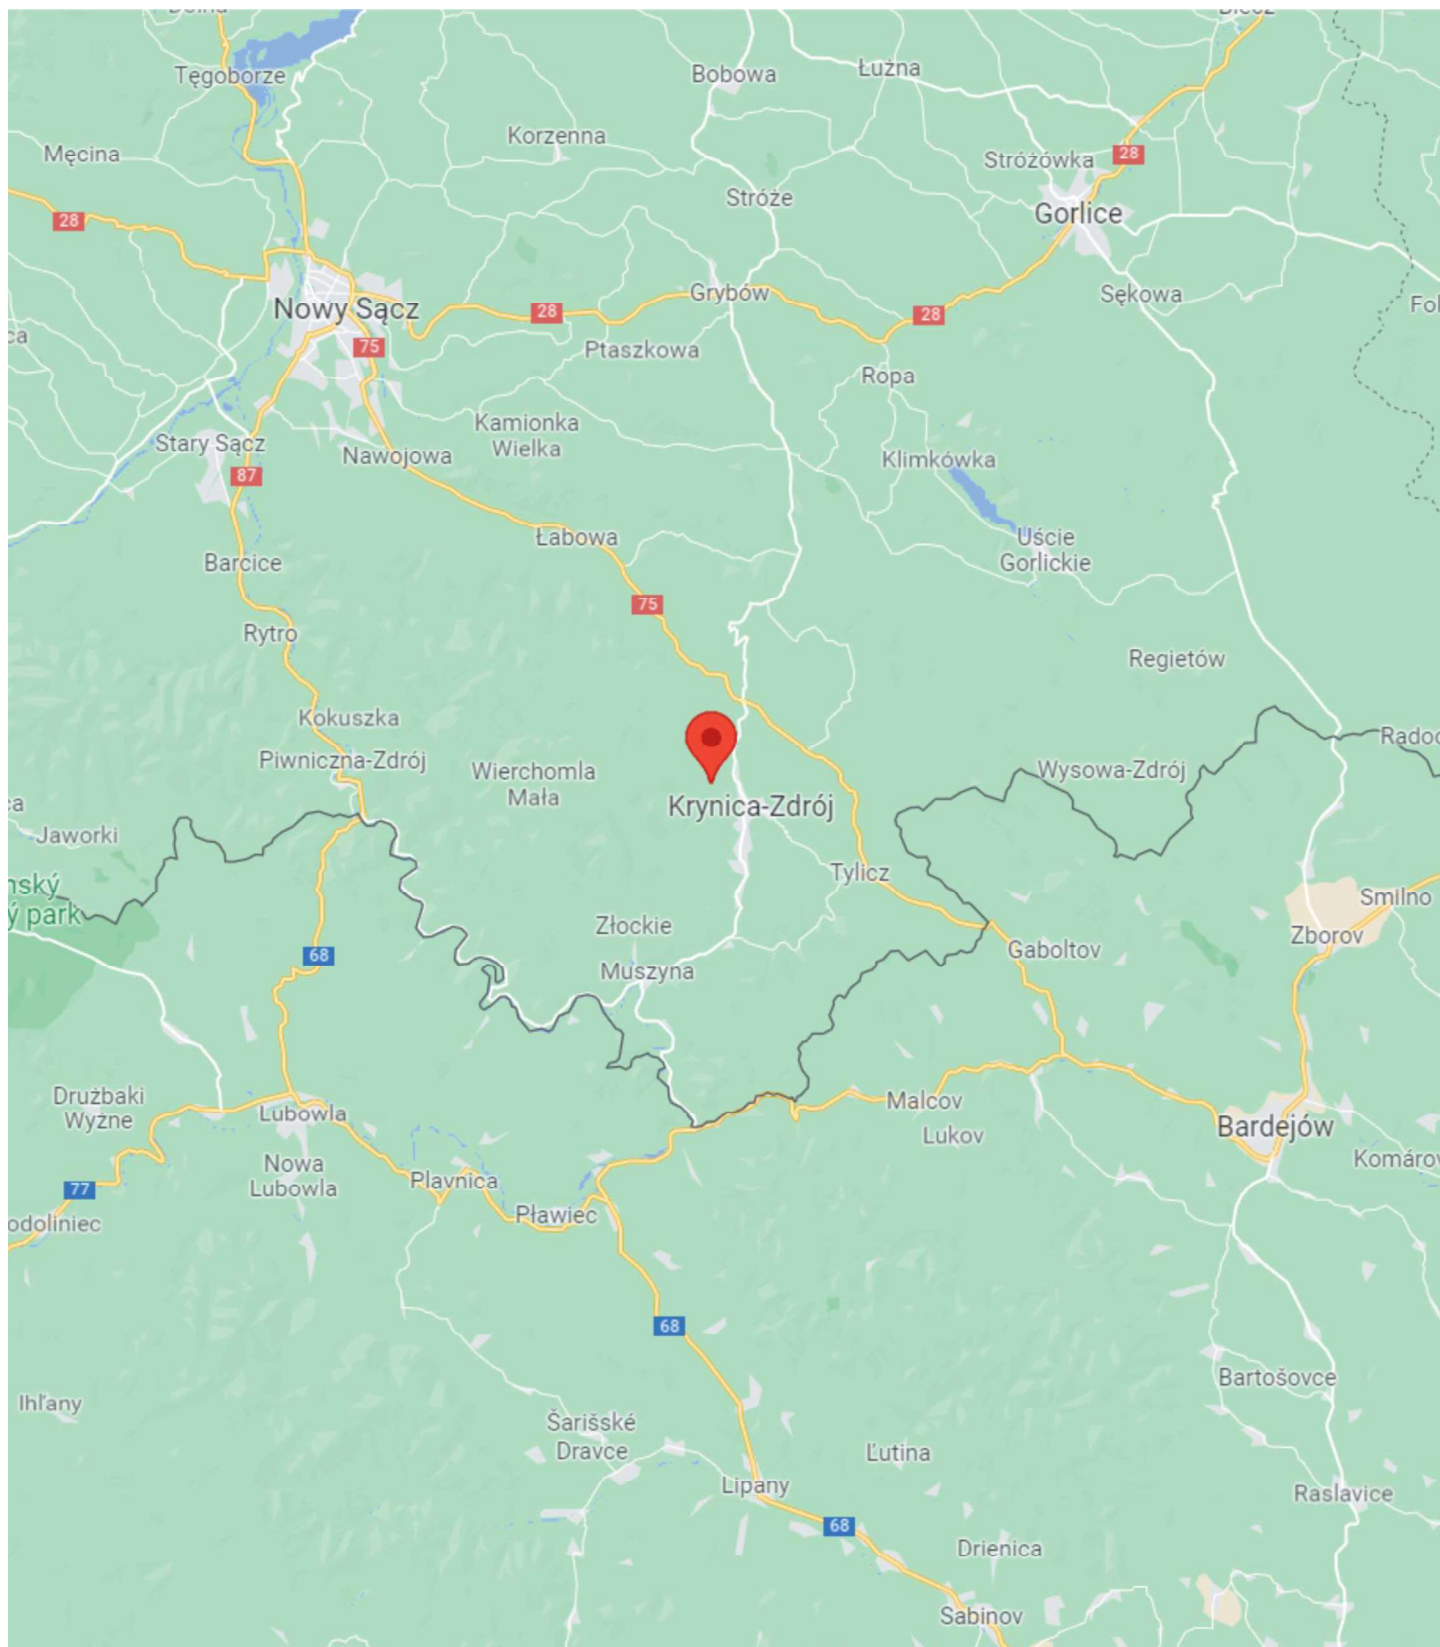 Tęgoborze
Bobowa
Łużna
Korzenna
Męcina
28
Stróżówka
Stróże
Gorlice
28
Grybów
Sękowa
Nowy Sącz
28
28
75
Ptaszkowa
Ropa
Kamionka
Wielka
Stary Sącz
Nawojowa
Klimkówka
87
Łabowa
Uście
Gorlickie
Barcice
75
Rytro
Regietów
Kokuszka
Piwniczna-Zdrój
Wierchomla
Mała
Wysowa-Zdrój
Krynica-Zdrój
Jaworki
Tylicz
ý park
Smilno
Złockie
Zborov
68
Gaboltov
Muszyna
Drużbaki
Wyżne
Lubowla
Malcov
Lukov
Bardejów
Nowa
Lubowla
Plavnica
77
Pławiec
odoliniec
68
Ihľany
Bartošovce
Šarišské
Dravce
Ľutina
Lipany
Raslavice
68
Drienica
Sabinov